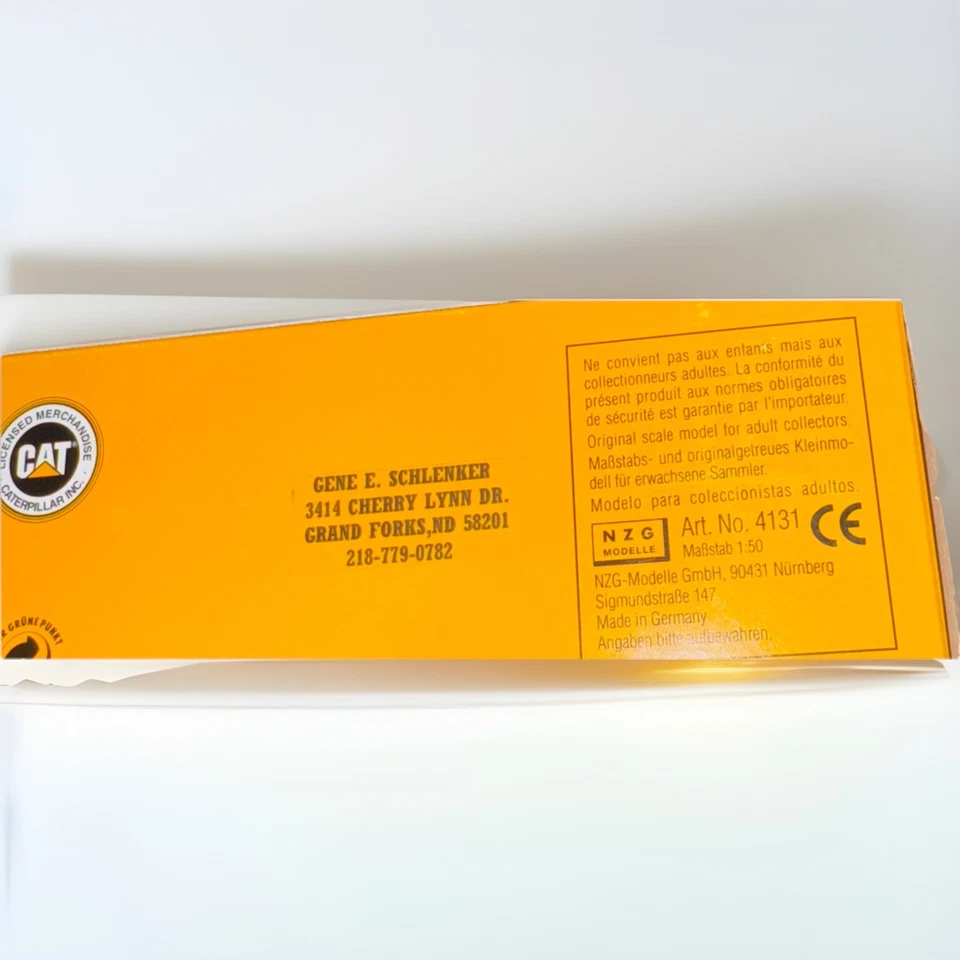 LICENSED MERCHANDISE
CAT®
CATERPILLAR INC.
GENE E. SCHLENKER
3414 CHERRY LYNN DR.
GRAND FORKS,ND 58201
218-779-0782
R GRÜNE PUNKT
Ne convient pas aux enfants mais aux
collectionneurs adultes. La conformité du
présent produit aux normes obligatoires
de sécurité est garantie par l'importateur.
Original scale model for adult collectors.
Maßstabs- und originalgetreues Kleinmo-
dell für erwachsene Sammler.
Modelo para coleccionistas adultos.
NZG
MODELLE
Art. No. 4131 CE
Maßstab 1:50
NZG-Modelle GmbH, 90431 Nürnberg
Sigmundstraße 147
Made in Germany
Angaben bitte aufbewahren.